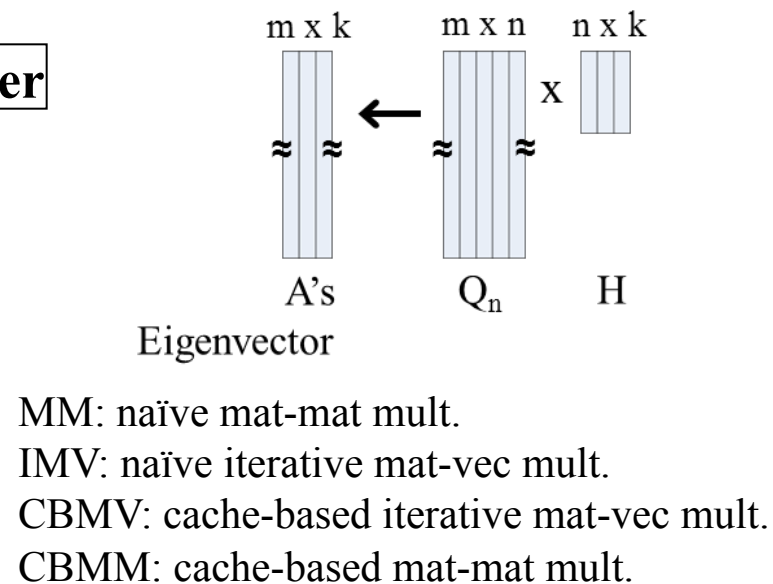 m x k m x n n x k
er
x
A's Qn H
Eigenvector
MM: naïve mat-mat mult.
IMV: naïve iterative mat-vec mult.
CBMV: cache-based iterative mat-vec mult.
CBMM: cache-based mat-mat mult.